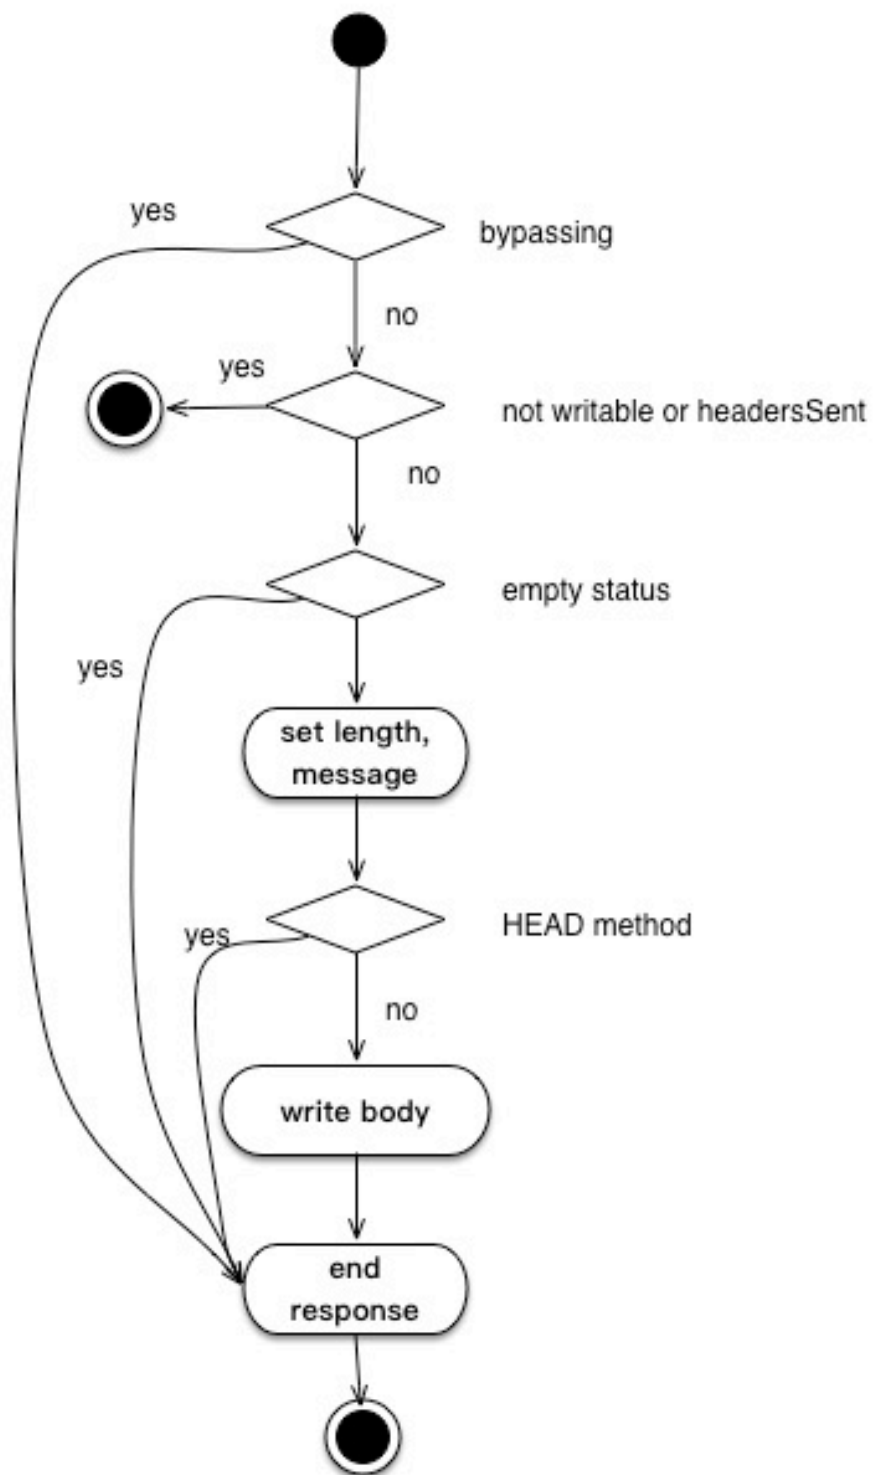 yes
bypassing
no
yes
not writable or headersSent
no
empty status
yes
set length,
message
yes
HEAD method
no
write body
end
response